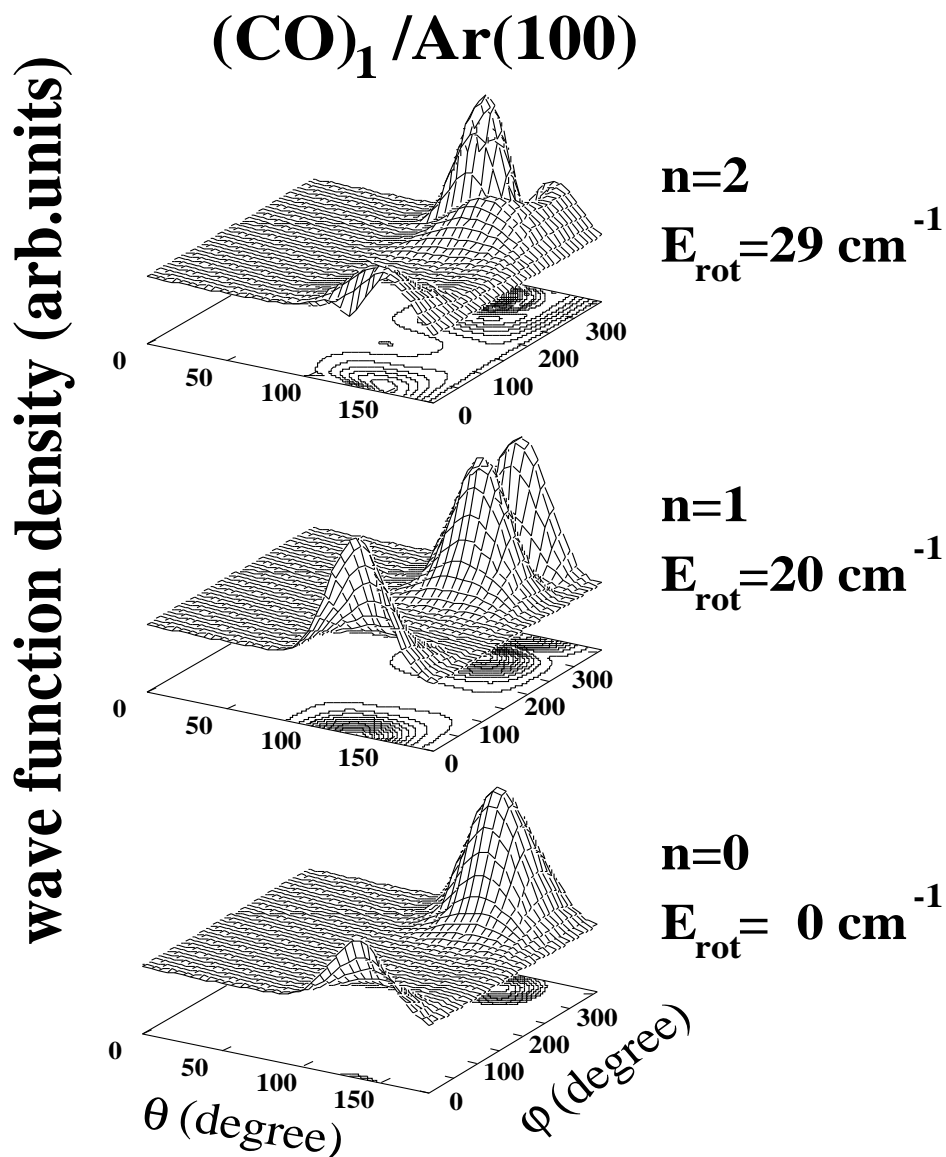 (CO)1 /Ar(100)
wave function density (arb.units)
n=2
Erot=29 cm-1
300
200
100
0
0
50
100
150
n=1
Erot=20 cm-1
300
200
100
0
0
50
100
150
n=0
Erot= 0 cm-1
300
200
100
0
0
50
100
150
θ (degree)
φ (degree)